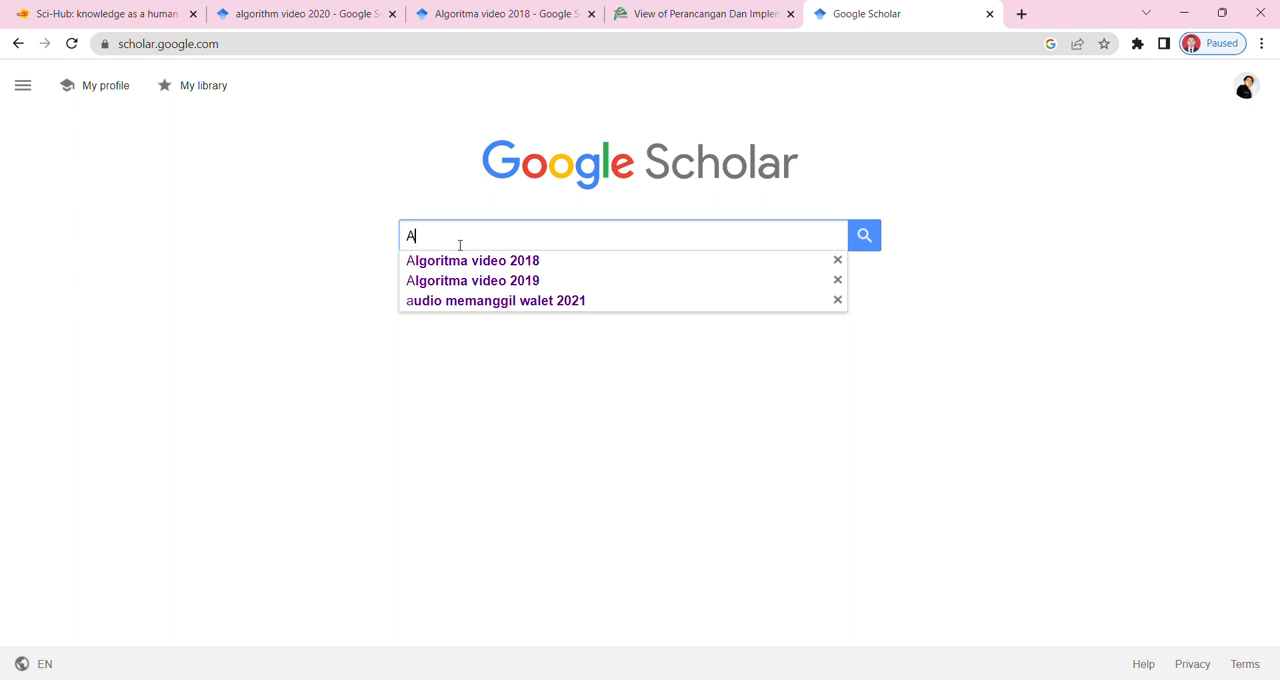 Sci-Hub: knowledge as a human
algorithm video 2020 - Google S
Algoritma video 2018 - Google S
View of Perancangan Dan Implen
Google Scholar
scholar.google.com
Paused
My profile
My library
Google Scholar
A
Algoritma video 2018
Algoritma video 2019
audio memanggil walet 2021
EN
Help
Privacy
Terms